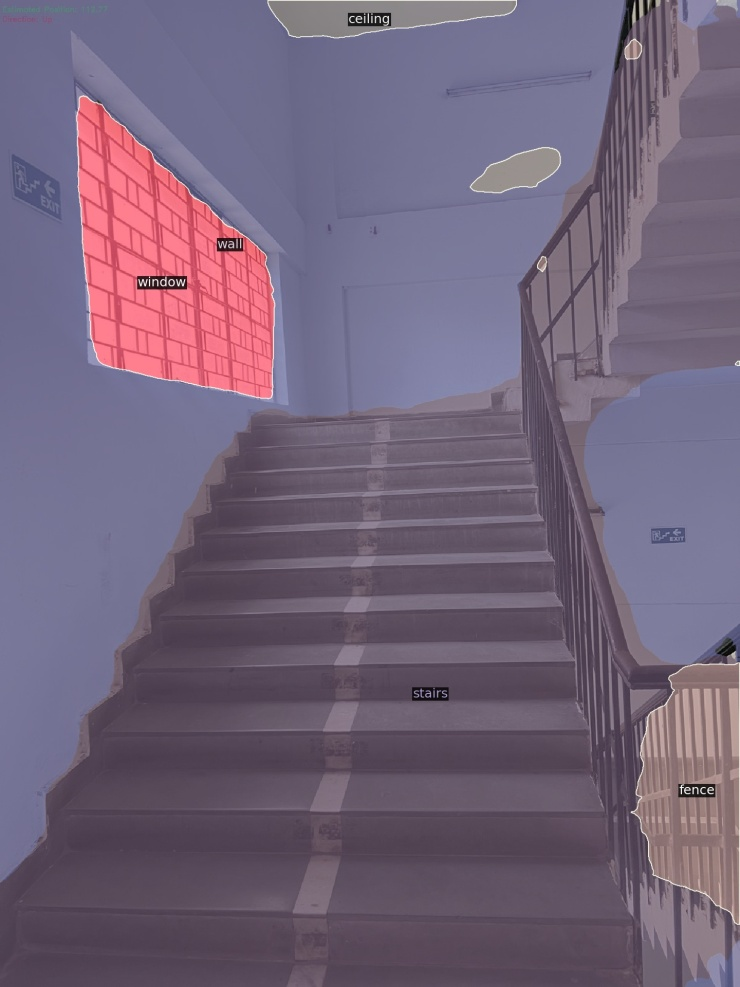 ceiling
EXIT
wall
window
EXIT
stairs
fence